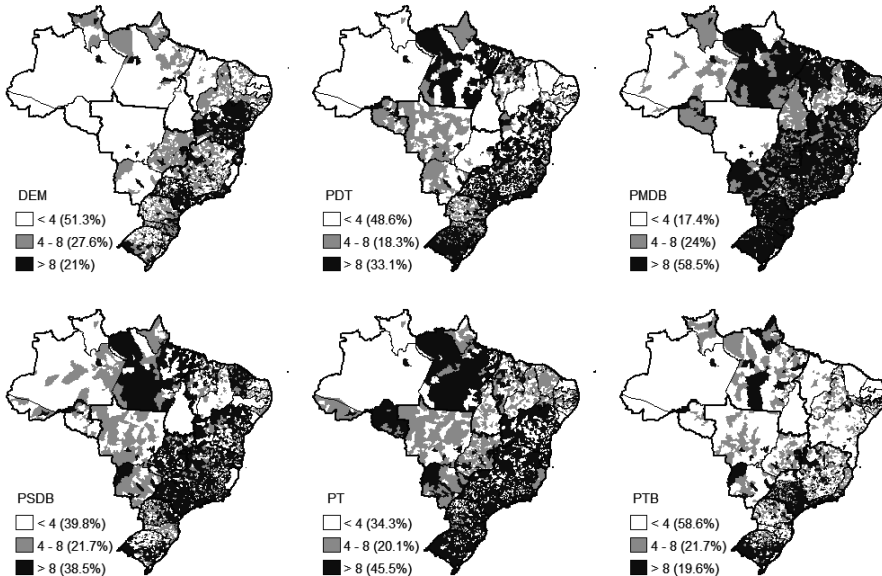 DEM
< 4 (51.3%)
4 - 8 (27.6%)
> 8 (21%)
PDT
< 4 (48.6%)
4 - 8 (18.3%)
> 8 (33.1%)
PMDB
< 4 (17.4%)
4 - 8 (24%)
> 8 (58.5%)
PSDB
< 4 (39.8%)
4 - 8 (21.7%)
> 8 (38.5%)
PT
< 4 (34.3%)
4 - 8 (20.1%)
> 8 (45.5%)
PTB
< 4 (58.6%)
4 - 8 (21.7%)
> 8 (19.6%)